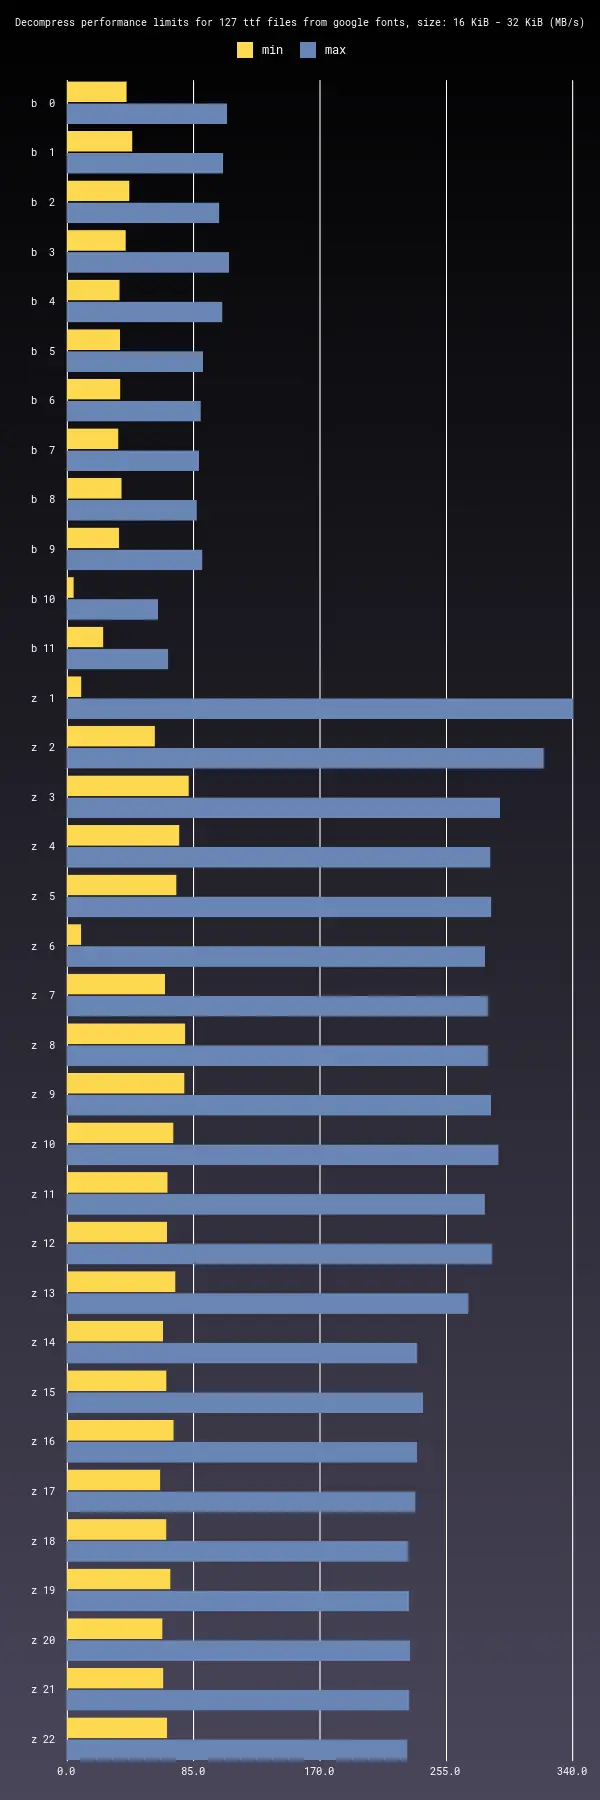 Decompress performance limits for 127 ttf files from google fonts, size: 16 KiB - 32 KiB (MB/s)
min max
b 0
b 1
b 2
b 3
b 4
b 5
b 6
b 7
b 8
b 9
b 10
b 11
z 1
z 2
z 3
z 4
z 5
z 6
z 7
z 8
z 9
z 10
z 11
z 12
z 13
z 14
z 15
z 16
z 17
z 18
z 19
z 20
z 21
z 22
0.0 85.0 170.0 255.0 340.0